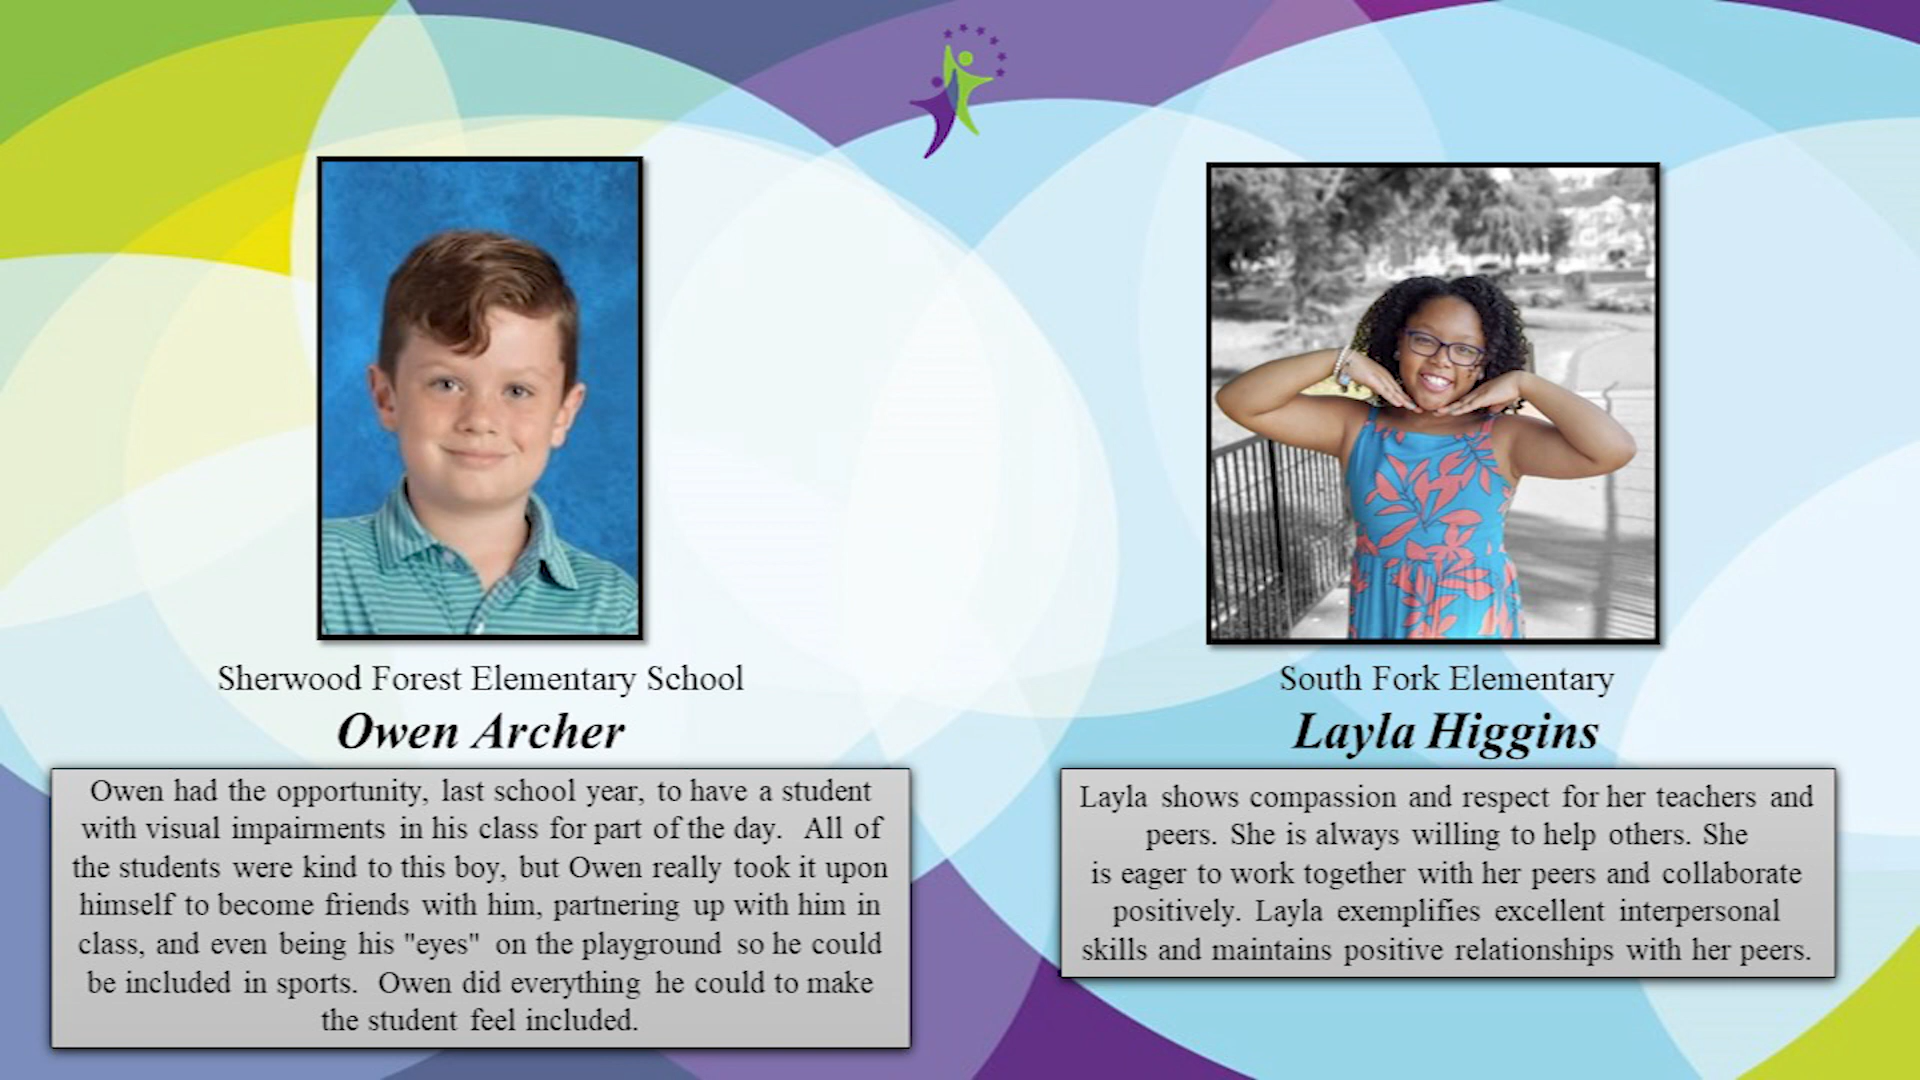 Sherwood Forest Elementary School
Owen Archer
Owen had the opportunity, last school year, to have a student
with visual impairments in his class for part of the day. All of
the students were kind to this boy, but Owen really took it upon
himself to become friends with him, partnering up with him in
class, and even being his "eyes" on the playground so he could
be included in sports. Owen did everything he could to make
the student feel included.
South Fork Elementary
Layla Higgins
Layla shows compassion and respect for her teachers and
peers. She is always willing to help others. She
is eager to work together with her peers and collaborate
positively. Layla exemplifies excellent interpersonal
skills and maintains positive relationships with her peers.